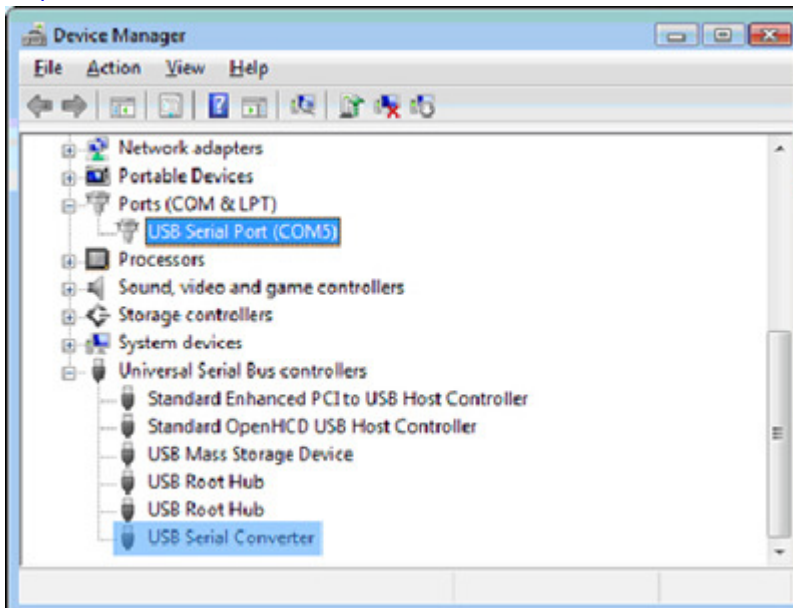 Device Manager
File Action View Help
Network adapters
Portable Devices
Ports (COM & LPT)
USB Serial Port (COM5)
Processors
Sound, video and game controllers
Storage controllers
System devices
Universal Serial Bus controllers
Standard Enhanced PCI to USB Host Controller
Standard OpenHCD USB Host Controller
USB Mass Storage Device
USB Root Hub
USB Root Hub
USB Serial Converter